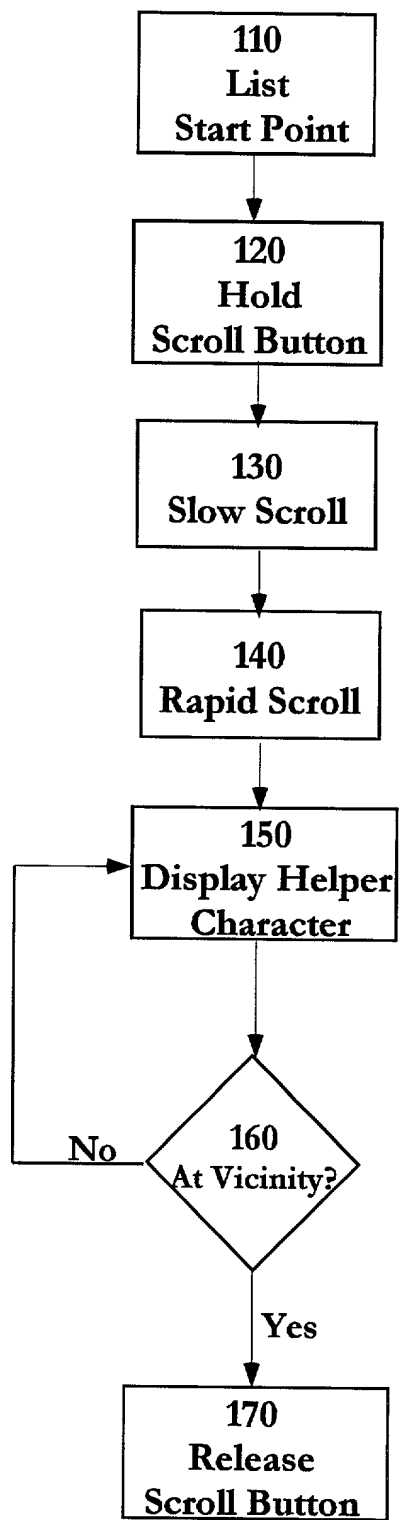 110
List
Start Point
120
Hold
Scroll Button
130
Slow Scroll
140
Rapid Scroll
150
Display Helper
Character
160
At Vicinity?
No
Yes
170
Release
Scroll Button